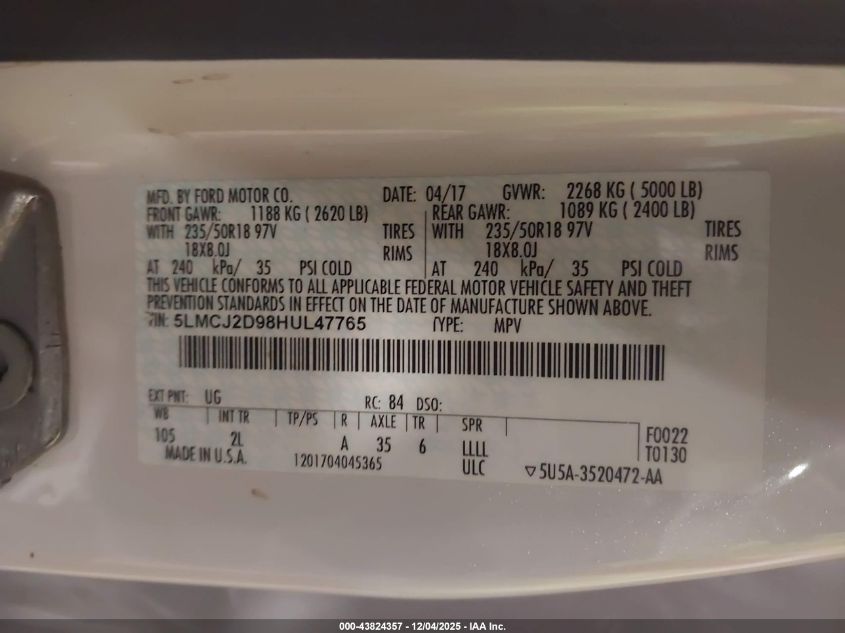 MFD. BY FORD MOTOR CO. DATE: 04/17 GVWR: 2268 KG ( 5000 LB)
FRONT GAWR: 1188 KG ( 2620 LB) REAR GAWR: 1089 KG ( 2400 LB)
WITH 235/50R18 97V TIRES WITH 235/50R18 97V TIRES
18X8.0J RIMS 18X8.0J RIMS
AT 240 kPa/ 35 PSI COLD AT 240 kPa/ 35 PSI COLD
THIS VEHICLE CONFORMS TO ALL APPLICABLE FEDERAL MOTOR VEHICLE SAFETY AND THEFT
PREVENTION STANDARDS IN EFFECT ON THE DATE OF MANUFACTURE SHOWN ABOVE.
VIN: 5LMCJ2D98HUL47765 TYPE: MPV
EXT PNT: UG RC: 84 DSO:
WB INT TR TP/PS R AXLE TR SPR
105 2L A 35 6 LLLL F0022
MADE IN U.S.A. 1201704045365 ULC T0130
▽5U5A-3520472-AA
000-43824357 - 12/04/2025 - IAA Inc.